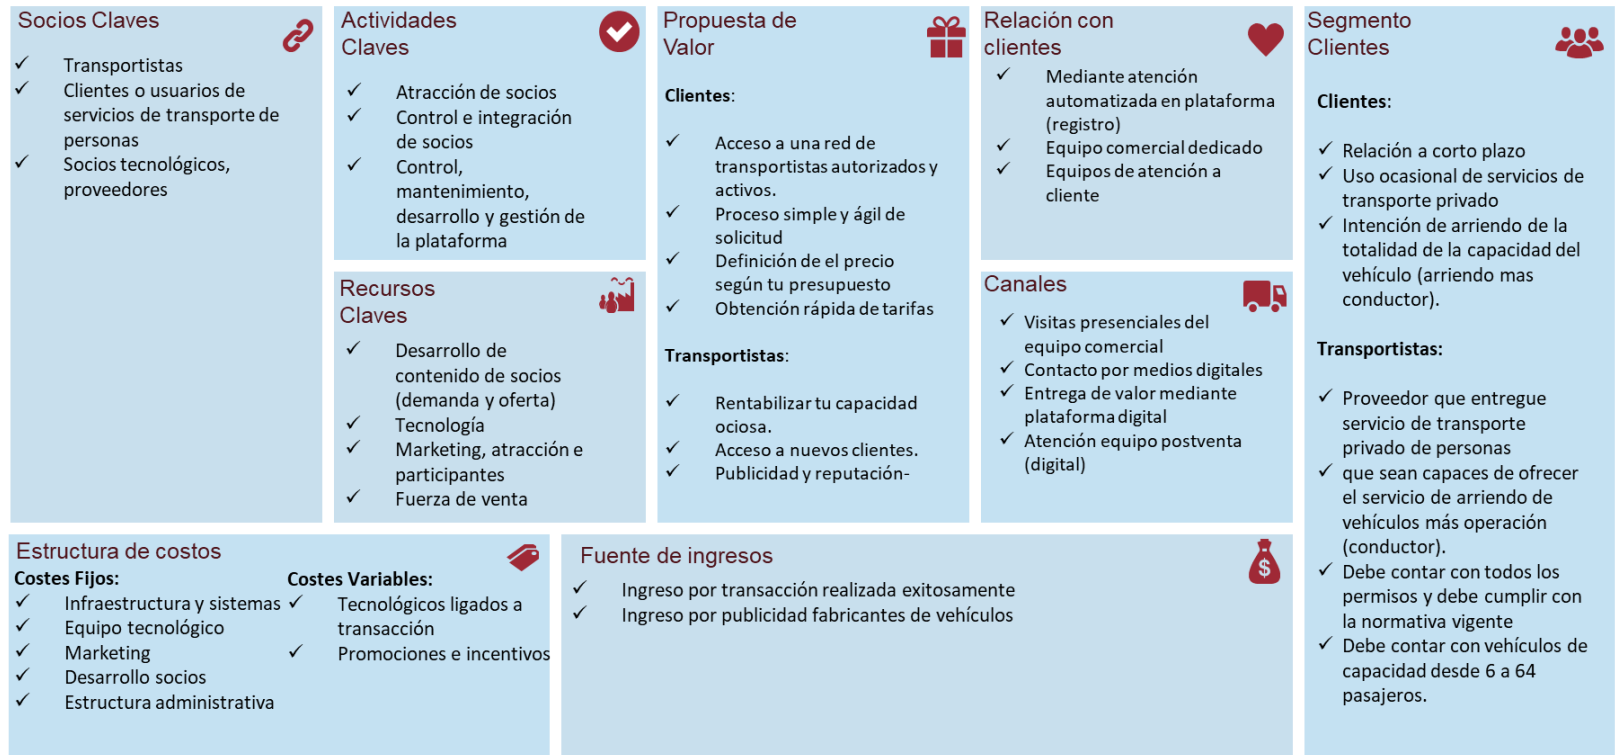 Socios Claves
Transportistas
Clientes o usuarios de
servicios de transporte de
personas
Socios tecnológicos,
proveedores
Actividades
Claves
Atracción de socios
Control e integración
de socios
Control,
mantenimiento,
desarrollo y gestión de
la plataforma
Recursos
Claves
Desarrollo de
contenido de socios
(demanda y oferta)
Tecnología
Marketing, atracción e
participantes
Fuerza de venta
Propuesta de
Valor
Clientes:
Acceso a una red de
transportistas autorizados y
activos.
Proceso simple y ágil de
solicitud
Definición de el precio
según tu presupuesto
Obtención rápida de tarifas
Transportistas:
Rentabilizar tu capacidad
ociosa.
Acceso a nuevos clientes.
Publicidad y reputación-
Relación con
clientes
Mediante atención
automatizada en plataforma
(registro)
Equipo comercial dedicado
Equipos de atención a
cliente
Canales
Visitas presenciales del
equipo comercial
Contacto por medios digitales
Entrega de valor mediante
plataforma digital
Atención equipo postventa
(digital)
Segmento
Clientes
Clientes:
Relación a corto plazo
Uso ocasional de servicios de
transporte privado
Intención de arriendo de la
totalidad de la capacidad del
vehículo (arriendo mas
conductor).
Transportistas:
Proveedor que entregue
servicio de transporte
privado de personas
que sean capaces de ofrecer
el servicio de arriendo de
vehículos más operación
(conductor).
Debe contar con todos los
permisos y debe cumplir con
la normativa vigente
Debe contar con vehículos de
capacidad desde 6 a 64
pasajeros.
Estructura de costos
Costes Fijos:
Infraestructura y sistemas
Equipo tecnológico
Marketing
Desarrollo socios
Estructura administrativa
Costes Variables:
Tecnológicos ligados a
transacción
Promociones e incentivos
Fuente de ingresos
$
Ingreso por transacción realizada exitosamente
Ingreso por publicidad fabricantes de vehículos